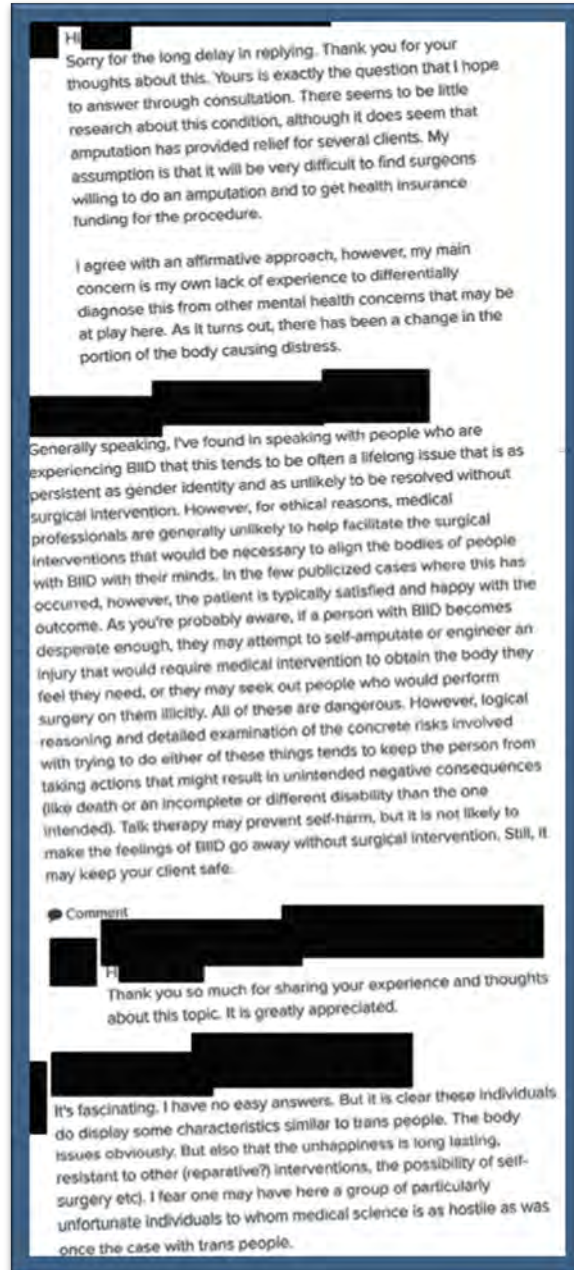 Hi
Sorry for the long delay in replying. Thank you for your
thoughts about this. Yours is exactly the question that I hope
to answer through consultation. There seems to be little
research about this condition, although it does seem that
amputation has provided relief for several clients. My
assumption is that it will be very difficult to find surgeons
willing to do an amputation and to get health insurance
funding for the procedure.
I agree with an affirmative approach, however, my main
concern is my own lack of experience to differentially
diagnose this from other mental health concerns that may be
at play here. As it turns out, there has been a change in the
portion of the body causing distress.
Generally speaking, I've found in speaking with people who are
experiencing BIID that this tends to be often a lifelong issue that is as
persistent as gender identity and as unlikely to be resolved without
surgical intervention. However, for ethical reasons, medical
professionals are generally unlikely to help facilitate the surgical
interventions that would be necessary to align the bodies of people
with BIID with their minds. In the few publicized cases where this has
occurred, however, the patient is typically satisfied and happy with the
outcome. As you're probably aware, if a person with BIID becomes
desperate enough, they may attempt to self-amputate or engineer an
injury that would require medical intervention to obtain the body they
feel they need, or they may seek out people who would perform
surgery on them illicitly. All of these are dangerous. However, logical
reasoning and detailed examination of the concrete risks involved
with trying to do either of these things tends to keep the person from
taking actions that might result in unintended negative consequences
(like death or an incomplete or different disability than the one
intended). Talk therapy may prevent self-harm, but it is not likely to
make the feelings of BIID go away without surgical intervention. Still, it
may keep your client safe.
Comment
H
Thank you so much for sharing your experience and thoughts
about this topic. It is greatly appreciated.
It's fascinating. I have no easy answers. But it is clear these individuals
do display some characteristics similar to trans people. The body
issues obviously. But also that the unhappiness is long lasting,
resistant to other (reparative?) interventions, the possibility of self-
surgery etc). I fear one may have here a group of particularly
unfortunate individuals to whom medical science is as hostile as was
once the case with trans people.